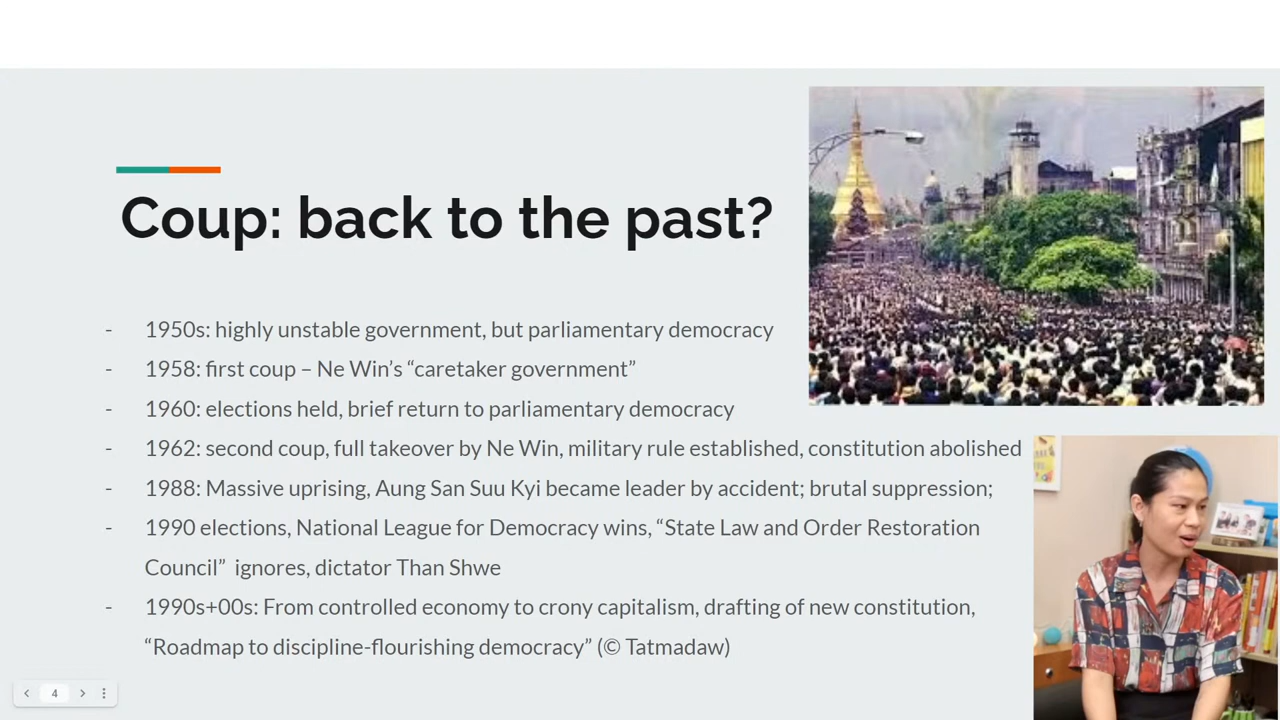 Coup: back to the past?
- 1950s: highly unstable government, but parliamentary democracy
- 1958: first coup – Ne Win’s “caretaker government”
- 1960: elections held, brief return to parliamentary democracy
- 1962: second coup, full takeover by Ne Win, military rule established, constitution abolished
- 1988: Massive uprising, Aung San Suu Kyi became leader by accident; brutal suppression;
- 1990 elections, National League for Democracy wins, “State Law and Order Restoration
Council”  ignores, dictator Than Shwe
- 1990s+00s: From controlled economy to crony capitalism, drafting of new constitution,
“Roadmap to discipline-flourishing democracy” (© Tatmadaw)
4